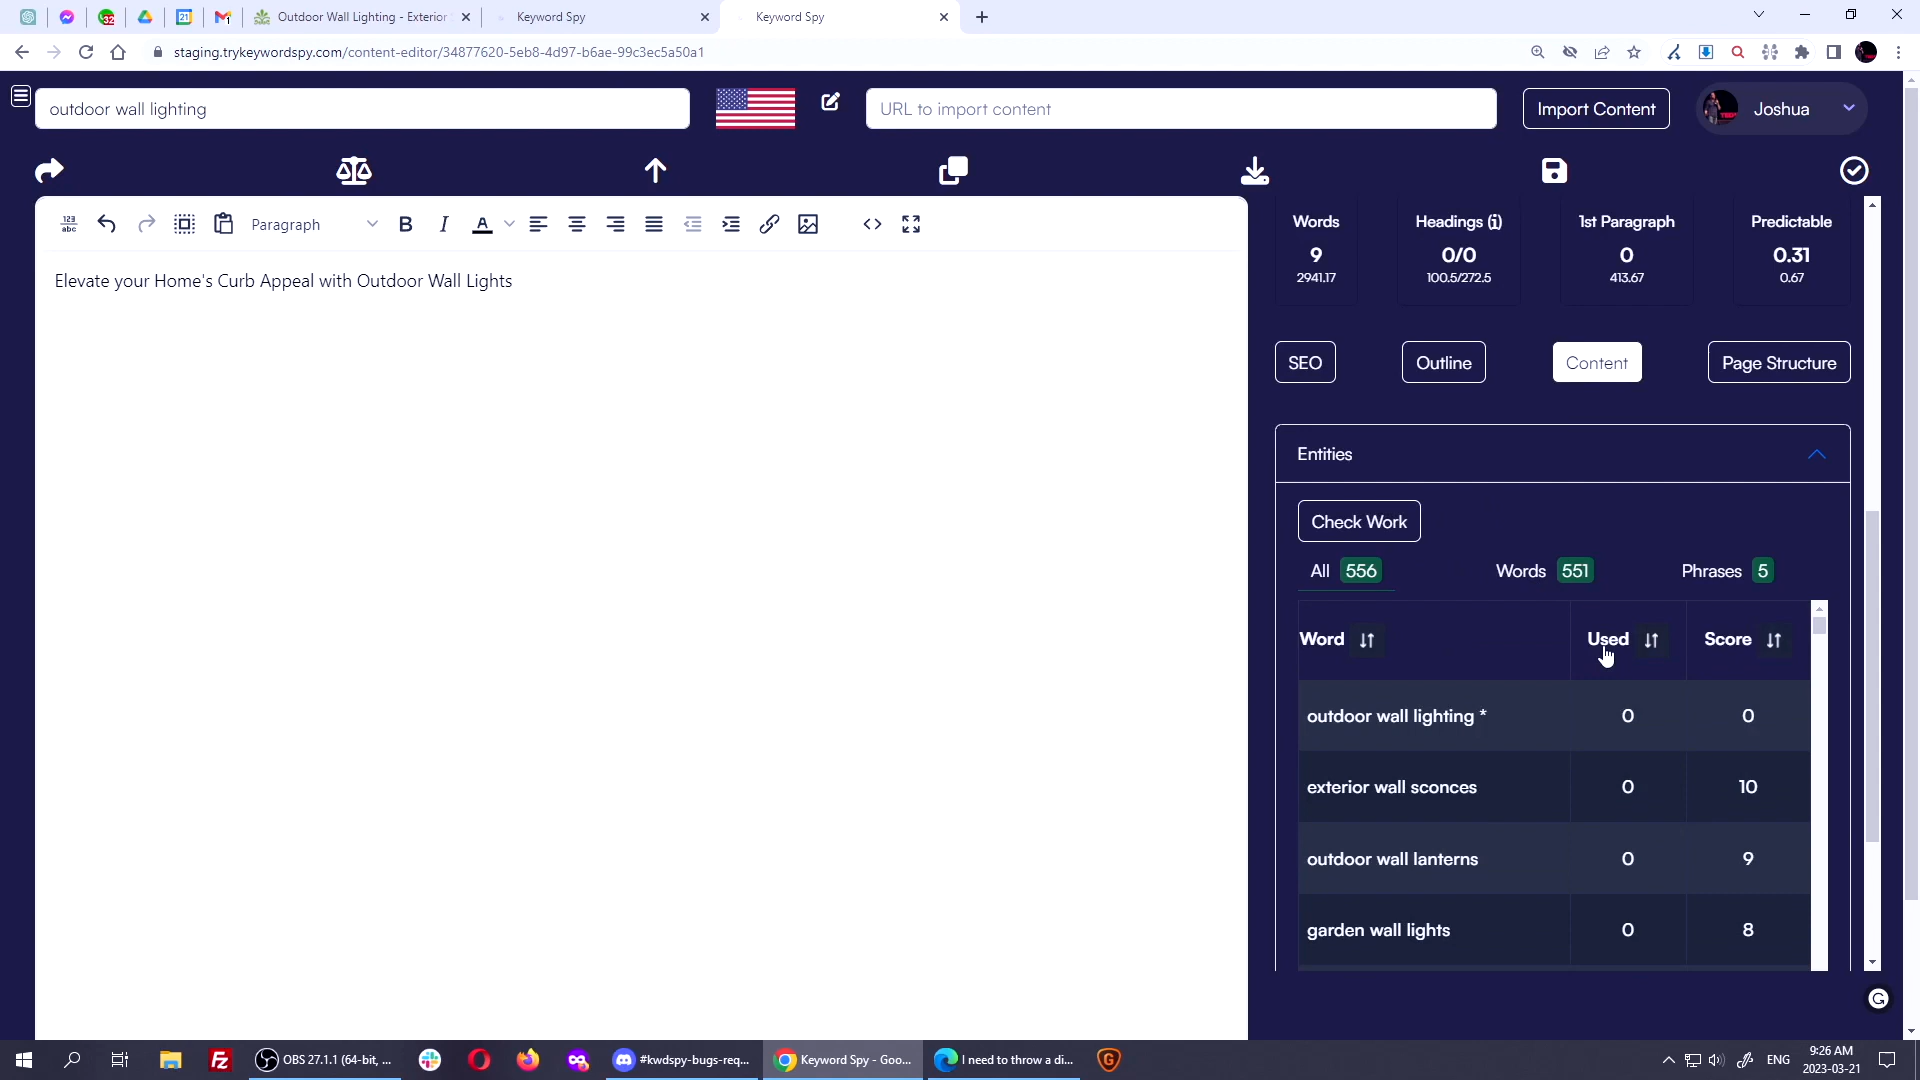 32
21
Outdoor Wall Lighting - Exterior
Keyword Spy
Keyword Spy
staging.trykeywordspy.com/content-editor/34877620-5eb8-4d97-b6ae-99c3ec5a50a1
outdoor wall lighting
URL to import content
Import Content
Joshua
123
abc
Paragraph
B
I
A
Elevate your Home's Curb Appeal with Outdoor Wall Lights
Words
9
2941.17
Headings (i)
0/0
100.5/272.5
1st Paragraph
0
413.67
Predictable
0.31
0.67
SEO
Outline
Content
Page Structure
Entities
Check Work
All 556
Words 551
Phrases 5
Word
Used
Score
outdoor wall lighting * 0 0
exterior wall sconces 0 10
outdoor wall lanterns 0 9
garden wall lights 0 8
OBS 27.1.1 (64-bit, ...
#kwdspy-bugs-req...
Keyword Spy - Goo...
I need to throw a di...
ENG
9:26 AM
2023-03-21